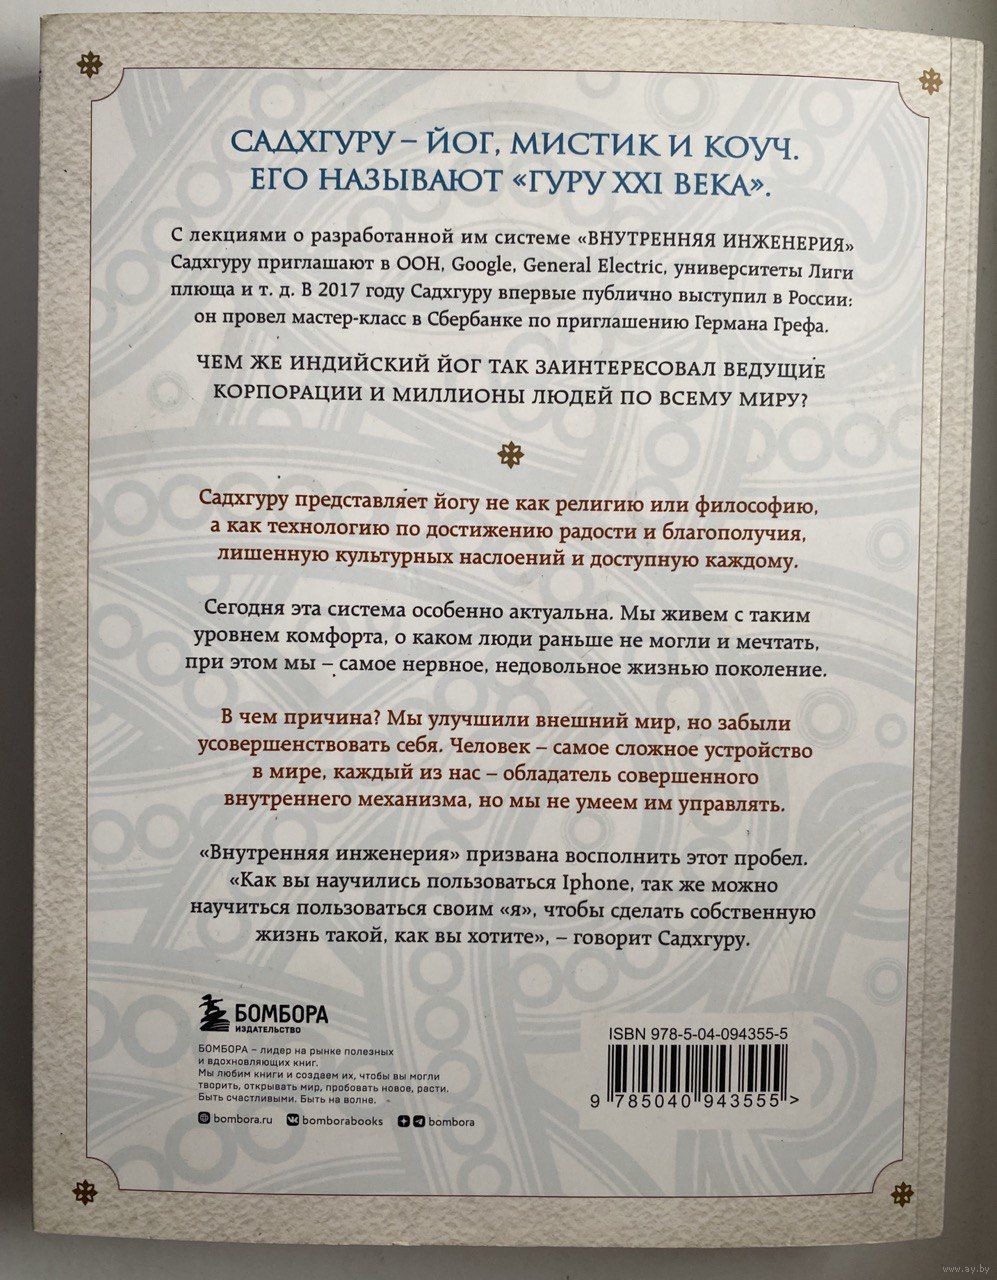 САДХГУРУ – ЙОГ, МИСТИК И КОУЧ.
ЕГО НАЗЫВАЮТ «ГУРУ XXI ВЕКА».
С лекциями о разработанной им системе «ВНУТРЕННЯЯ ИНЖЕНЕРИЯ»
Садхгуру приглашают в ООН, Google, General Electric, университеты Лиги
плюща и т. д. В 2017 году Садхгуру впервые публично выступил в России:
он провел мастер-класс в Сбербанке по приглашению Германа Грефа.
ЧЕМ ЖЕ ИНДИЙСКИЙ ЙОГ ТАК ЗАИНТЕРЕСОВАЛ ВЕДУЩИЕ
КОРПОРАЦИИ И МИЛЛИОНЫ ЛЮДЕЙ ПО ВСЕМУ МИРУ?
Садхгуру представляет йогу не как религию или философию,
а как технологию по достижению радости и благополучия,
лишенную культурных наслоений и доступную каждому.
Сегодня эта система особенно актуальна. Мы живем с таким
уровнем комфорта, о каком люди раньше не могли и мечтать,
при этом мы – самое нервное, недовольное жизнью поколение.
В чем причина? Мы улучшили внешний мир, но забыли
усовершенствовать себя. Человек – самое сложное устройство
в мире, каждый из нас – обладатель совершенного
внутреннего механизма, но мы не умеем им управлять.
«Внутренняя инженерия» призвана восполнить этот пробел.
«Как вы научились пользоваться Iphone, так же можно
научиться пользоваться своим «я», чтобы сделать собственную
жизнь такой, как вы хотите», – говорит Садхгуру.
БОМБОРА
ИЗДАТЕЛЬСТВО
БОМБОРА – лидер на рынке полезных
и вдохновляющих книг.
Мы любим книги и создаем их, чтобы вы могли
творить, открывать мир, пробовать новое, расти.
Быть счастливыми. Быть на волне.
bombora.ru bomborabooks bombora
ISBN 978-5-04-094355-5
9 785040 943555 >
www.ay.by